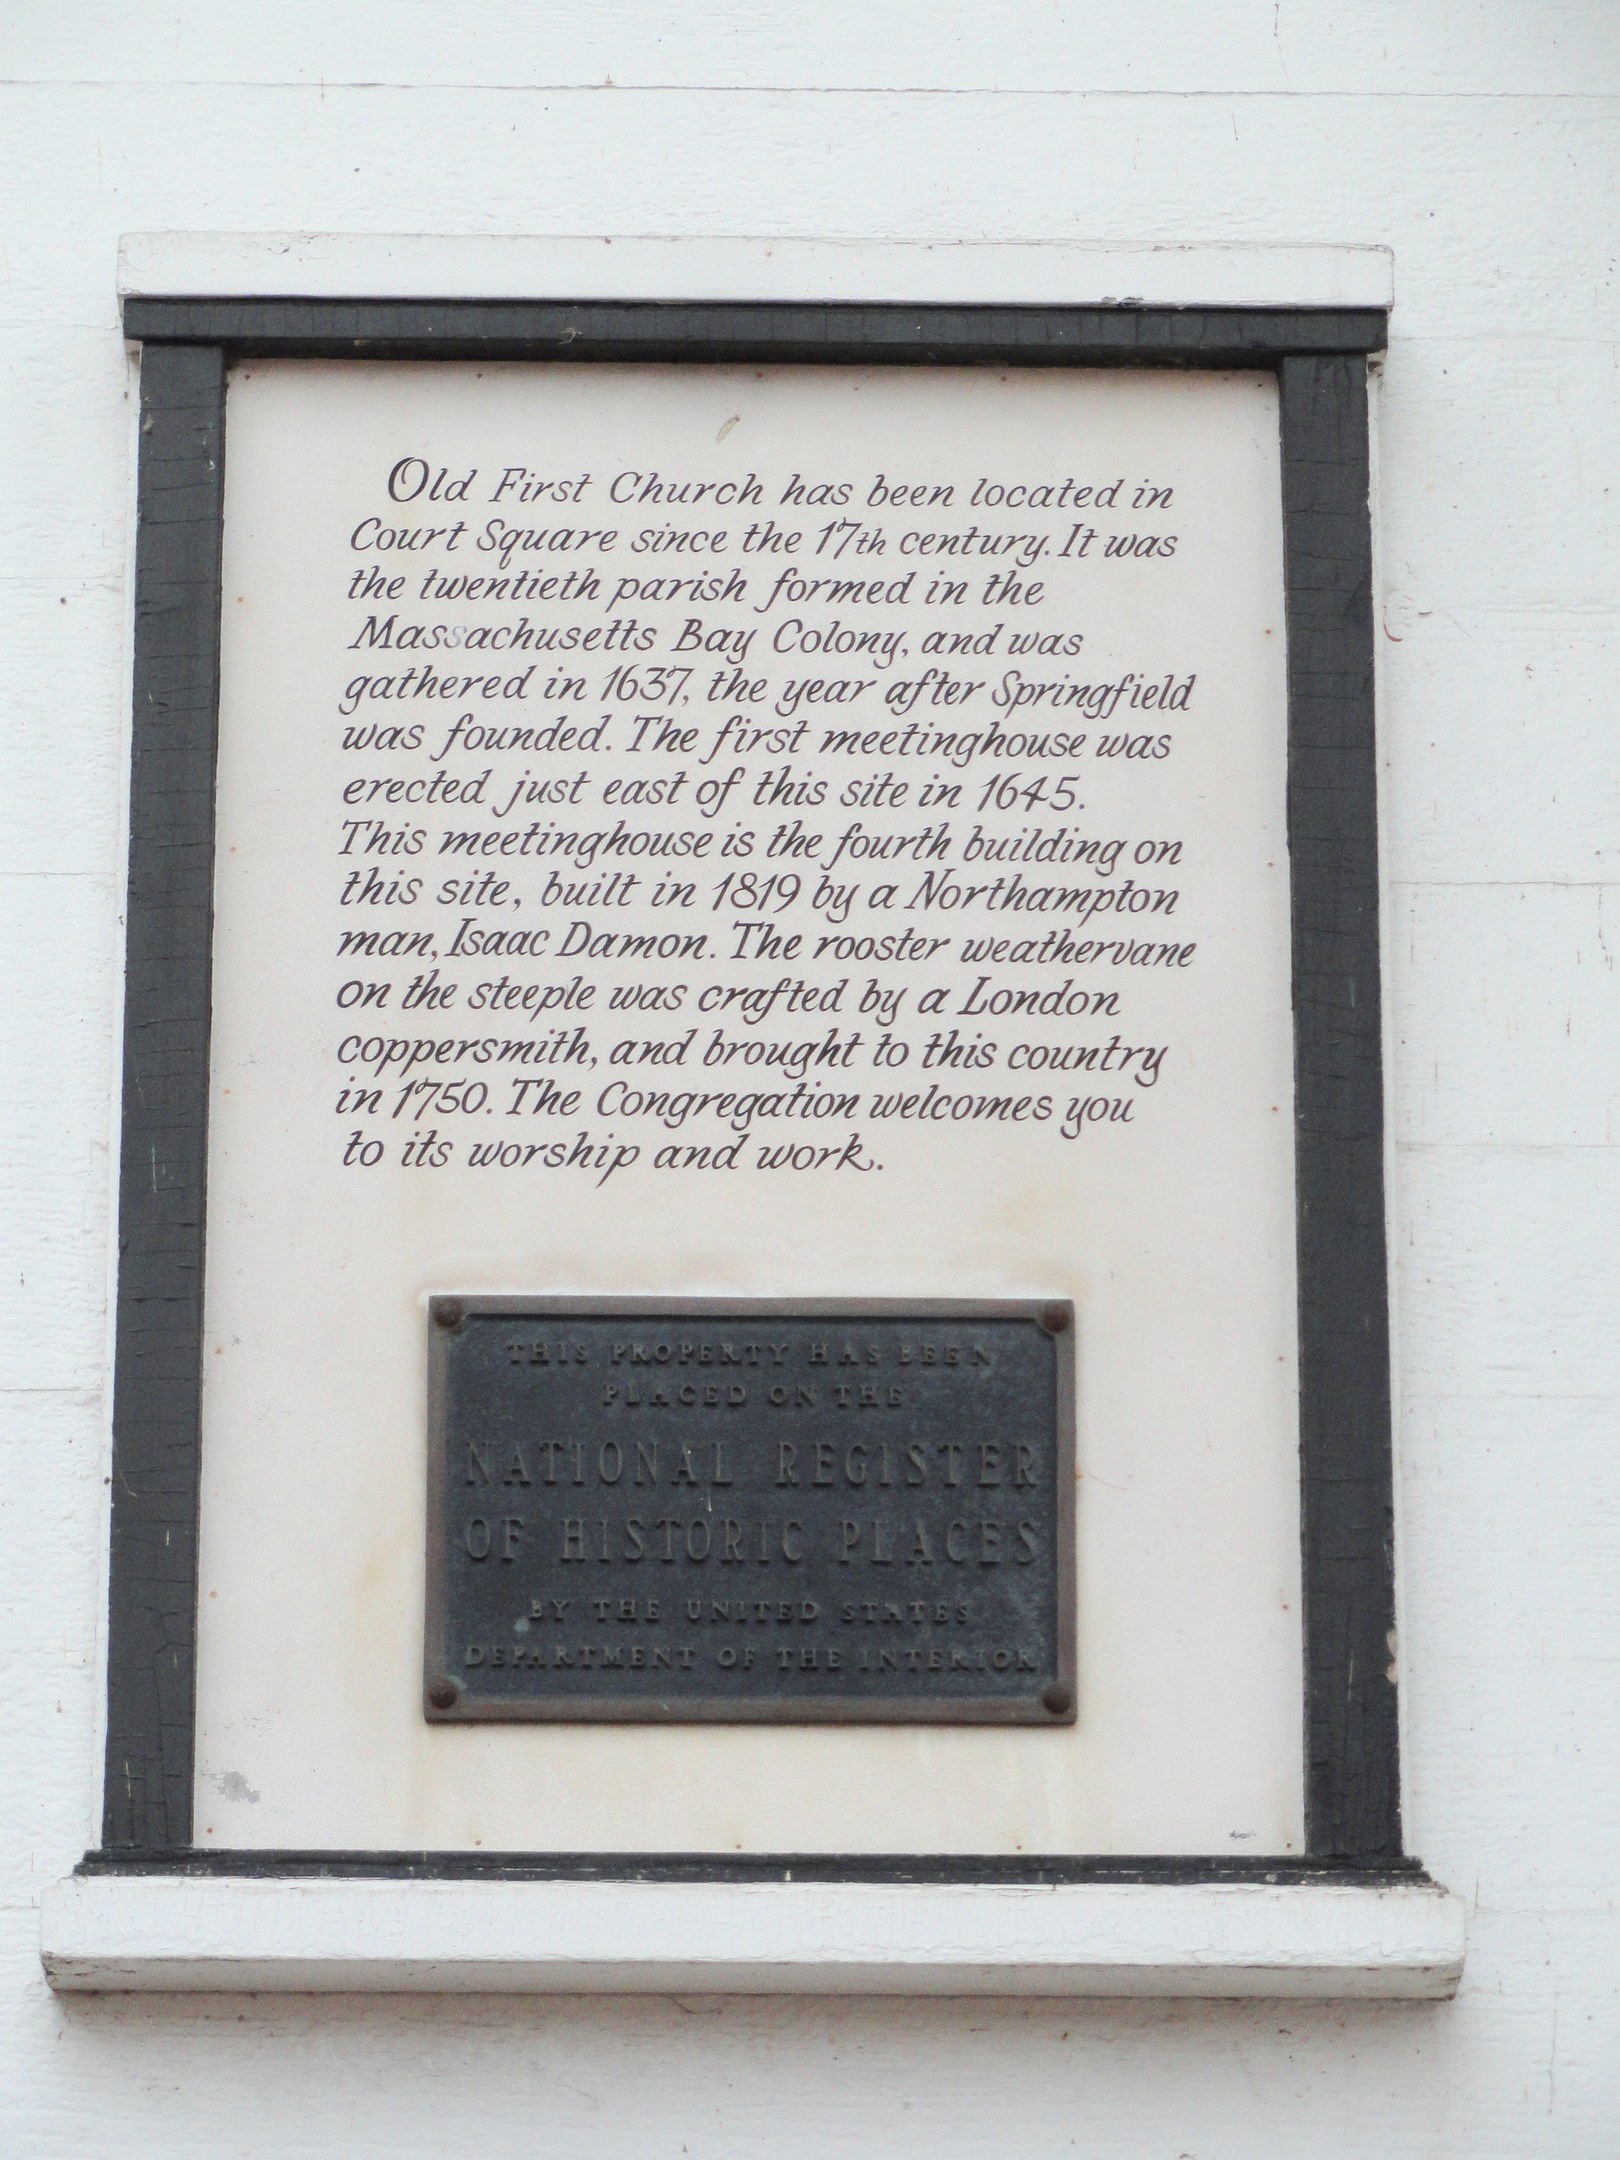 Old First Church has been located in
Court Square since the 17th century. It was
the twentieth parish formed in the
Massachusetts Bay Colony, and was
gathered in 1637, the year after Springfield
was founded. The first meetinghouse was
erected just east of this site in 1645.
This meetinghouse is the fourth building on
this site, built in 1819 by a Northampton
man, Isaac Damon. The rooster weathervane
on the steeple was crafted by a London
coppersmith, and brought to this country
in 1750. The Congregation welcomes you
to its worship and work.
THIS PROPERTY HAS BEEN
PLACED ON THE
NATIONAL REGISTER
OF HISTORIC PLACES
BY THE UNITED STATES
DEPARTMENT OF THE INTERIOR